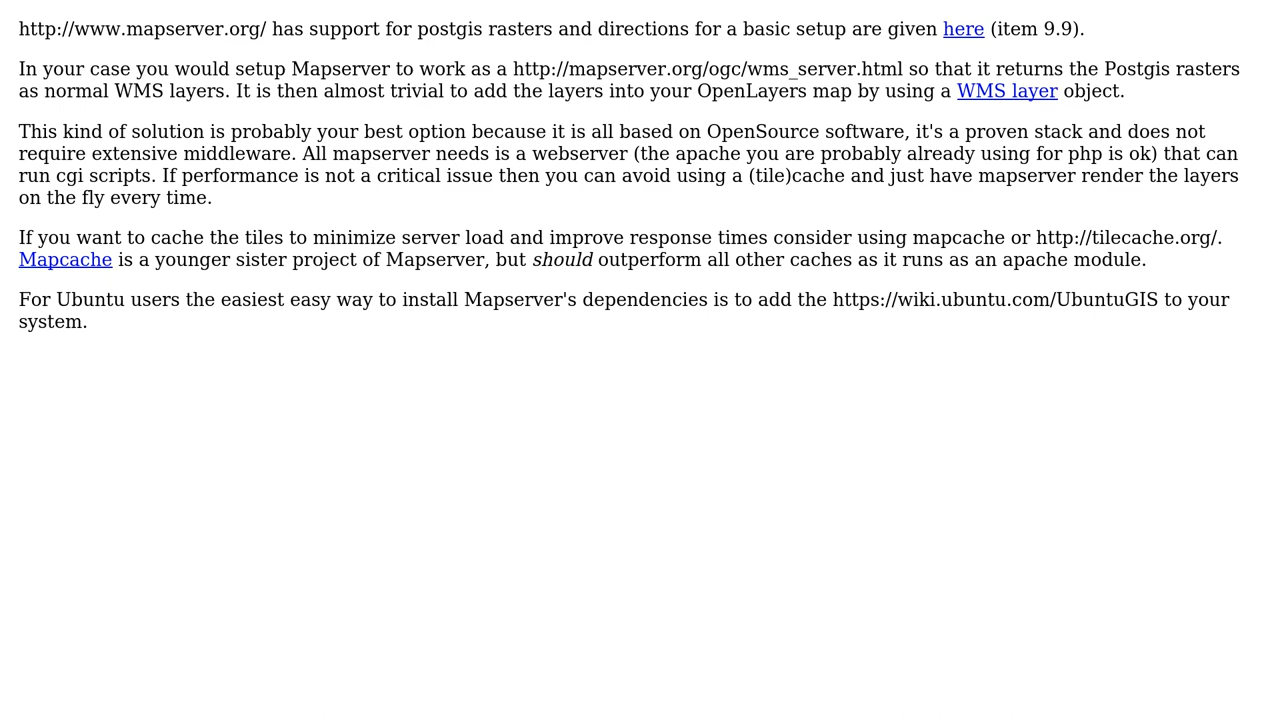 http://www.mapserver.org/ has support for postgis rasters and directions for a basic setup are given here (item 9.9).
In your case you would setup Mapserver to work as a http://mapserver.org/ogc/wms_server.html so that it returns the Postgis rasters
as normal WMS layers. It is then almost trivial to add the layers into your OpenLayers map by using a WMS layer object.
This kind of solution is probably your best option because it is all based on OpenSource software, it's a proven stack and does not
require extensive middleware. All mapserver needs is a webserver (the apache you are probably already using for php is ok) that can
run cgi scripts. If performance is not a critical issue then you can avoid using a (tile)cache and just have mapserver render the layers
on the fly every time.
If you want to cache the tiles to minimize server load and improve response times consider using mapcache or http://tilecache.org/.
Mapcache is a younger sister project of Mapserver, but should outperform all other caches as it runs as an apache module.
For Ubuntu users the easiest easy way to install Mapserver's dependencies is to add the https://wiki.ubuntu.com/UbuntuGIS to your
system.